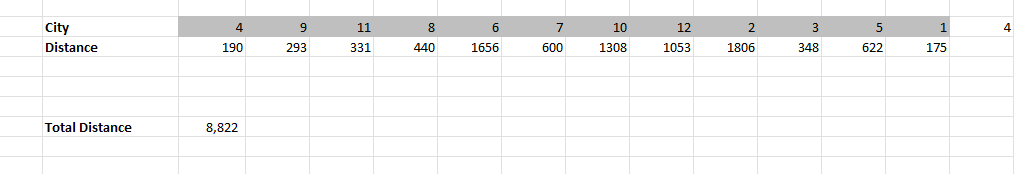 City 4 9 11 8 6 7 10 12 2 3 5 1 4
Distance 190 293 331 440 1656 600 1308 1053 1806 348 622 175
Total Distance 8,822